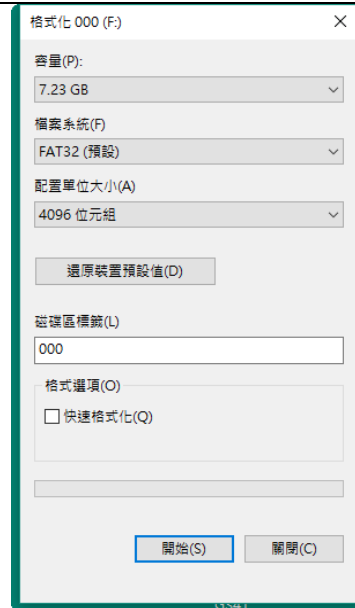 格式化 000 (F:)
容量(P):
7.23 GB
檔案系統(F)
FAT32 (預設)
配置單位大小(A)
4096 位元組
還原裝置預設值(D)
磁碟區標籤(L)
000
格式選項(O)
快速格式化(Q)
開始(S) 關閉(C)